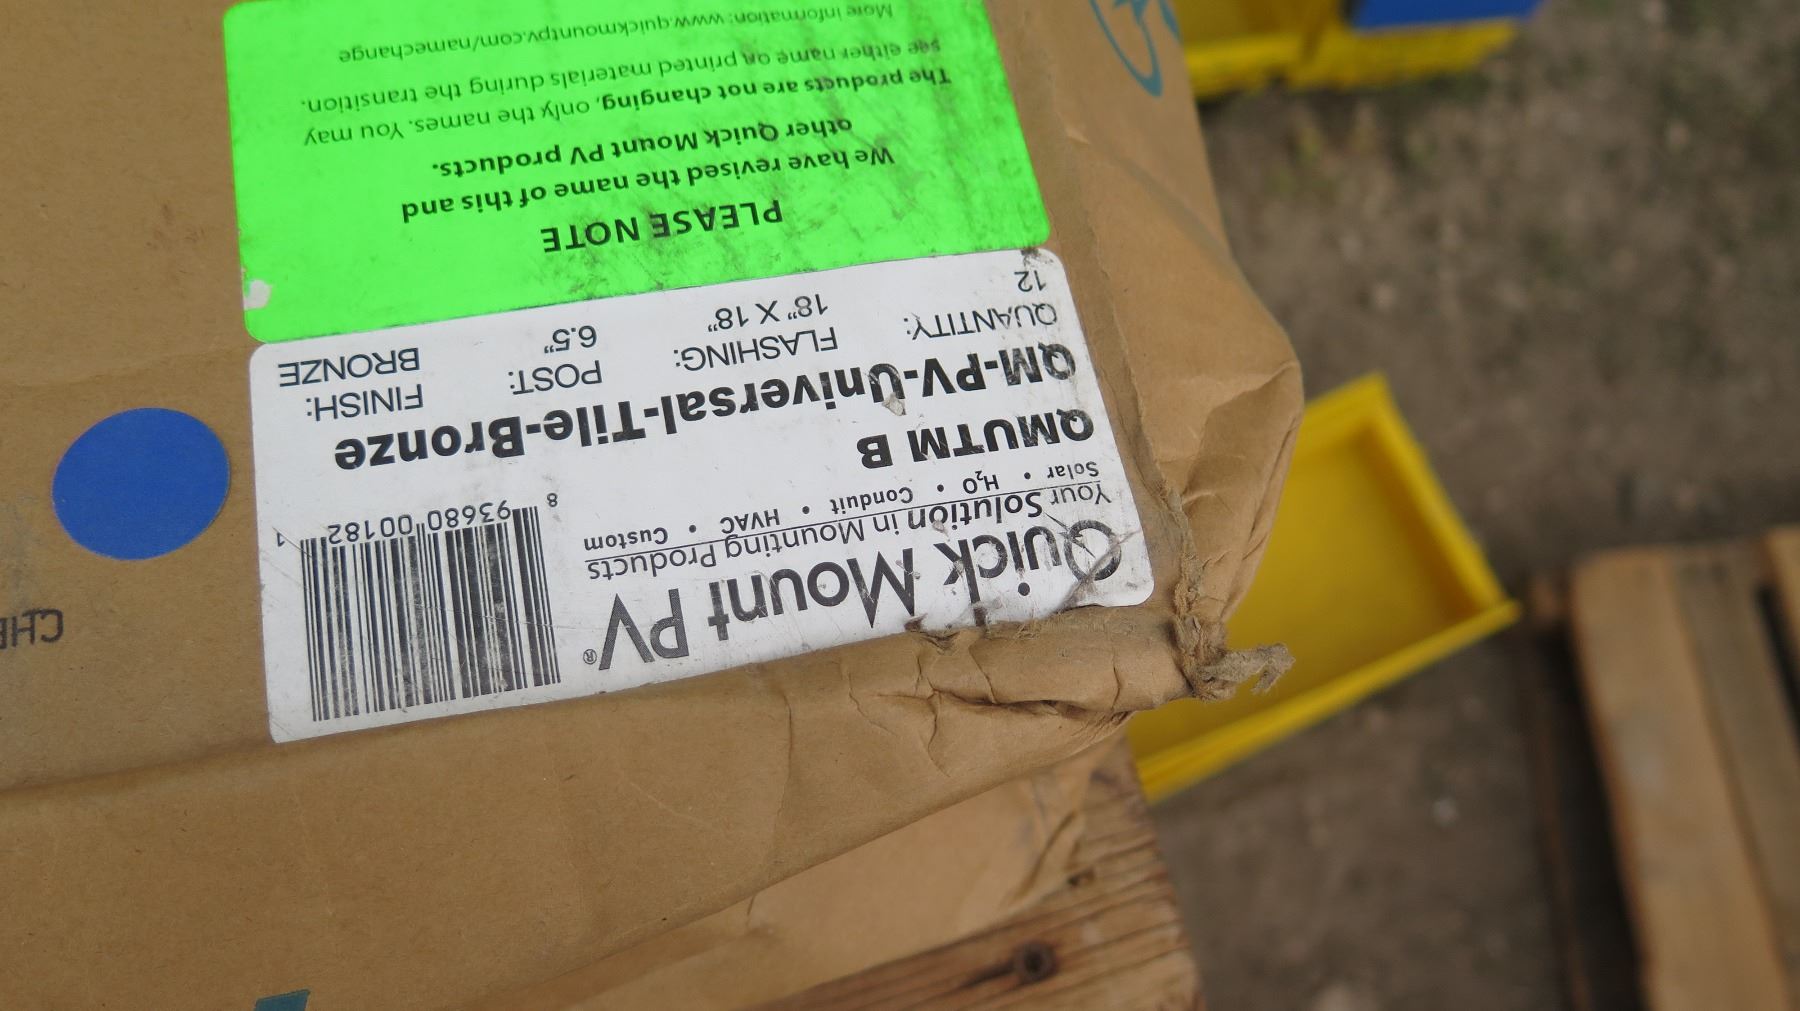 Quick Mount PV®
Your Solution in Mounting Products
Solar • H₂O • Conduit • HVAC • Custom
8 93680 00182 1
QMUTM B
QM-PV-Universal-Tile-Bronze
QUANTITY: FLASHING: POST: FINISH:
12 18" X 18" 6.5" BRONZE
PLEASE NOTE
We have revised the name of this and
other Quick Mount PV products.
The products are not changing, only the names. You may
see either name on printed materials during the transition.
More information: www.quickmountpv.com/namechange